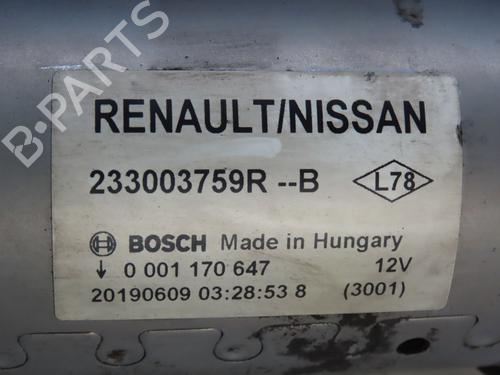 B-PARTS
RENAULT/NISSAN
233003759R --B L78
BOSCH Made in Hungary
↓ 0 001 170 647 12V
20190609 03:28:53 8 (3001)